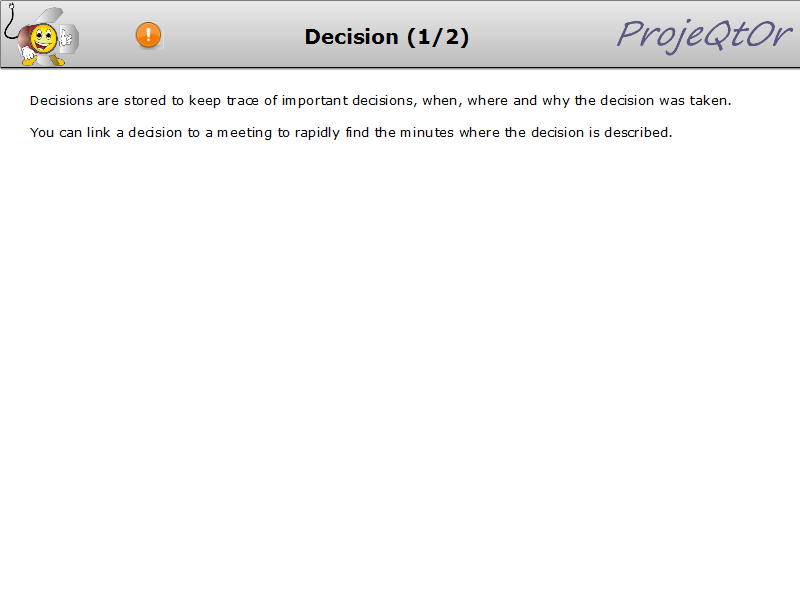 Decision (1/2)
ProjeQtOr
Decisions are stored to keep trace of important decisions, when, where and why the decision was taken.
You can link a decision to a meeting to rapidly find the minutes where the decision is described.